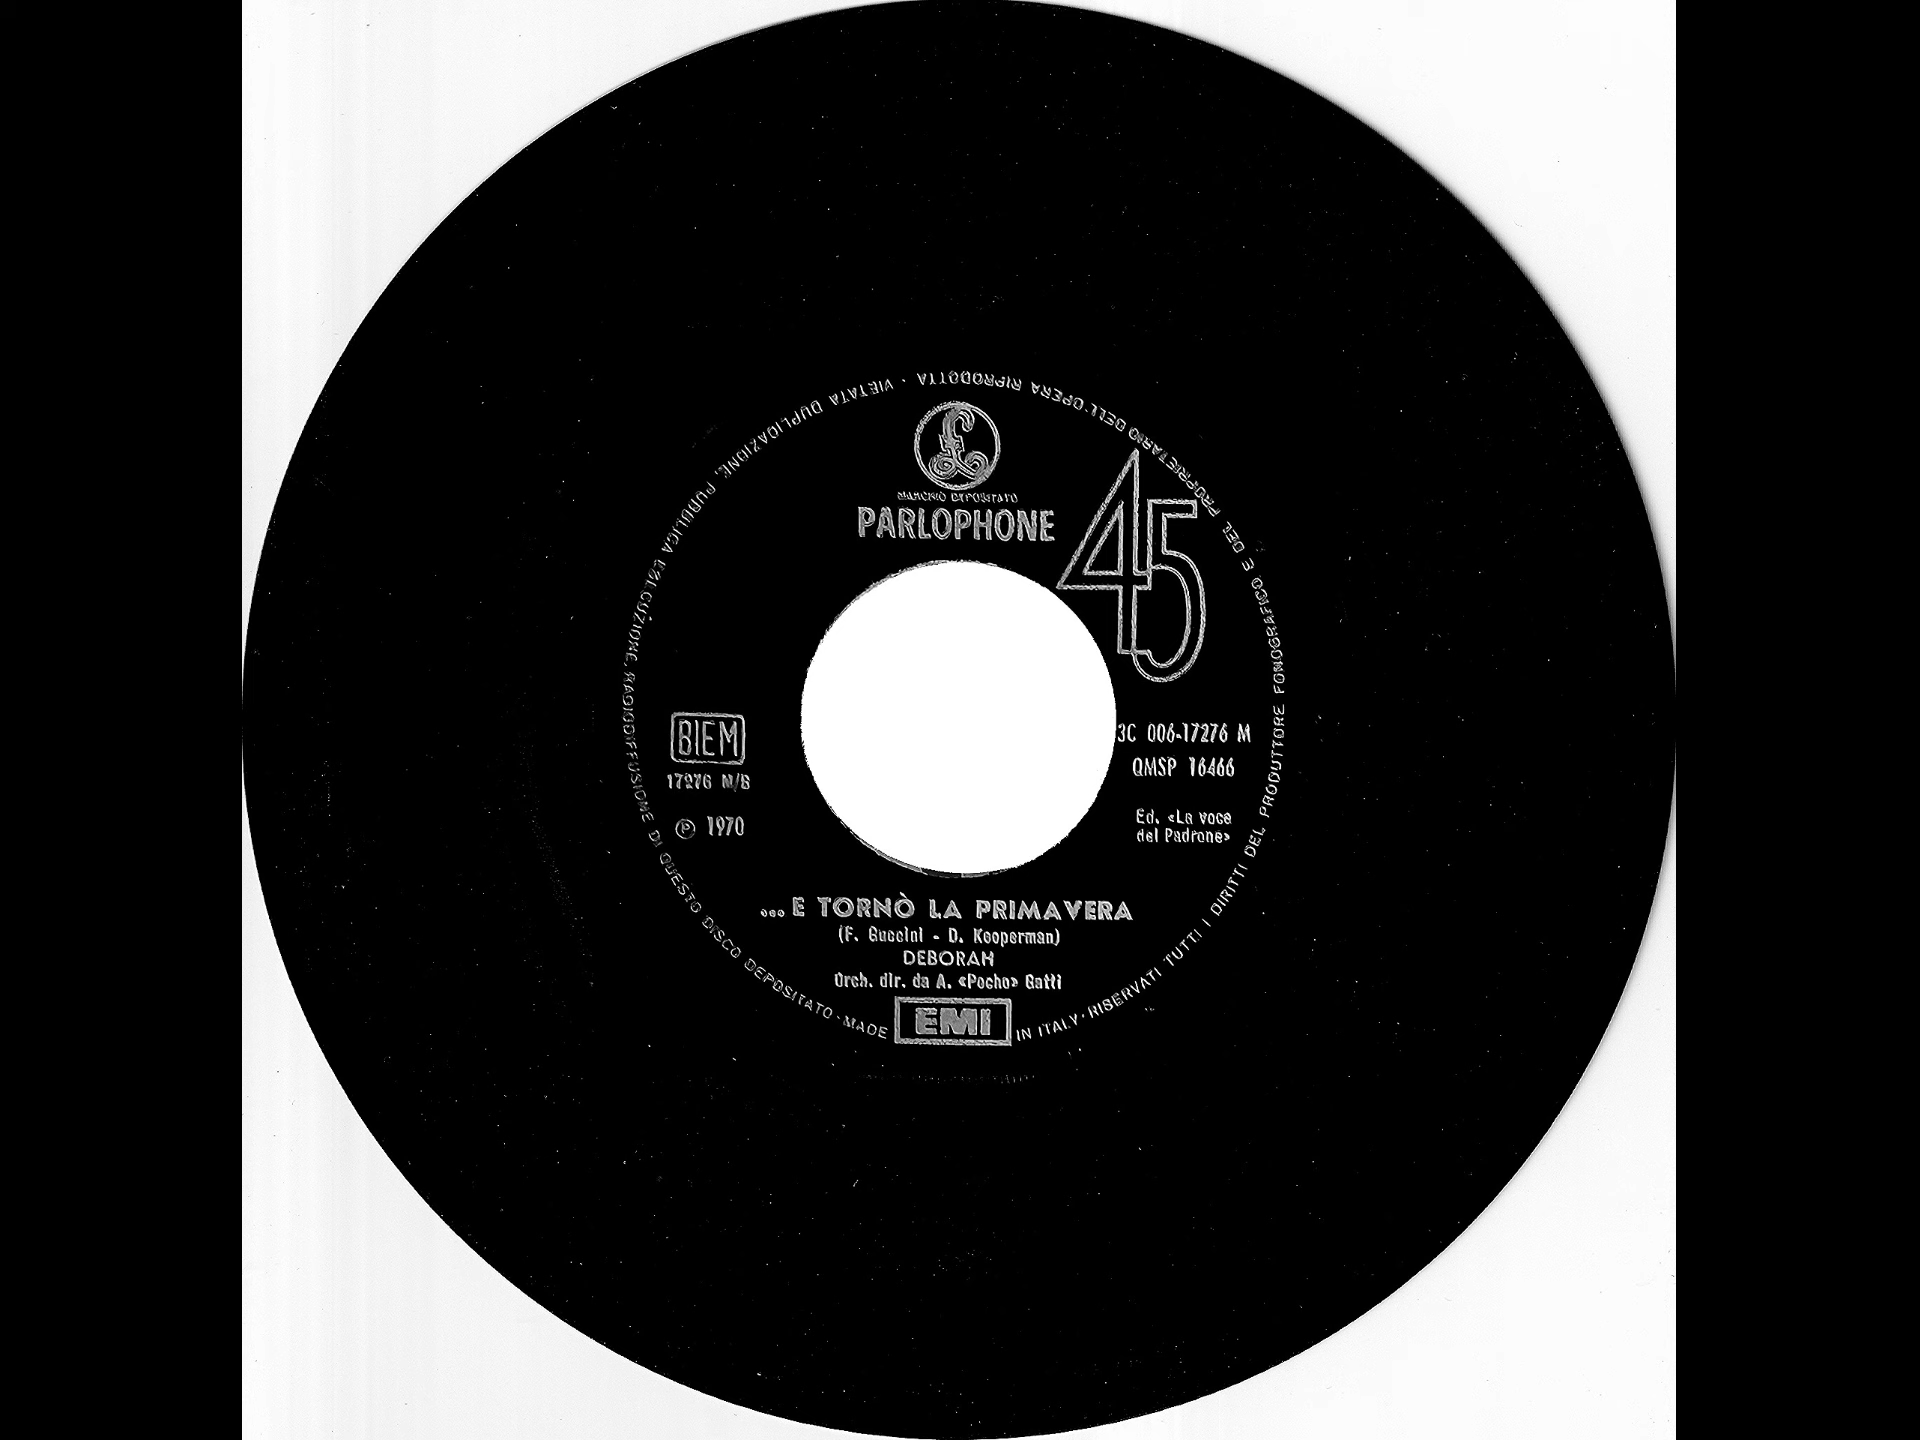 MARCHIO DEPOSITATO
PARLOPHONE
45
BIEM
17276 M/B
Ⓟ 1970
3C 006-17276 M
QMSP 16466
Ed. «La voce
del Padrone»
...E TORNÒ LA PRIMAVERA
(F. Guccini - D. Kooperman)
DEBORAH
Orch. dir. da A. «Pocho» Gatti
EMI
MADE IN ITALY · RISERVATI TUTTI I DIRITTI DEL PRODUTTORE FONOGRAFICO E DEL PROPRIETARIO DELL'OPERA RIPRODOTTA · VIETATA DUPLICAZIONE, PUBBLICA ESECUZIONE, RADIODIFFUSIONE DI QUESTO DISCO DEPOSITATO ·